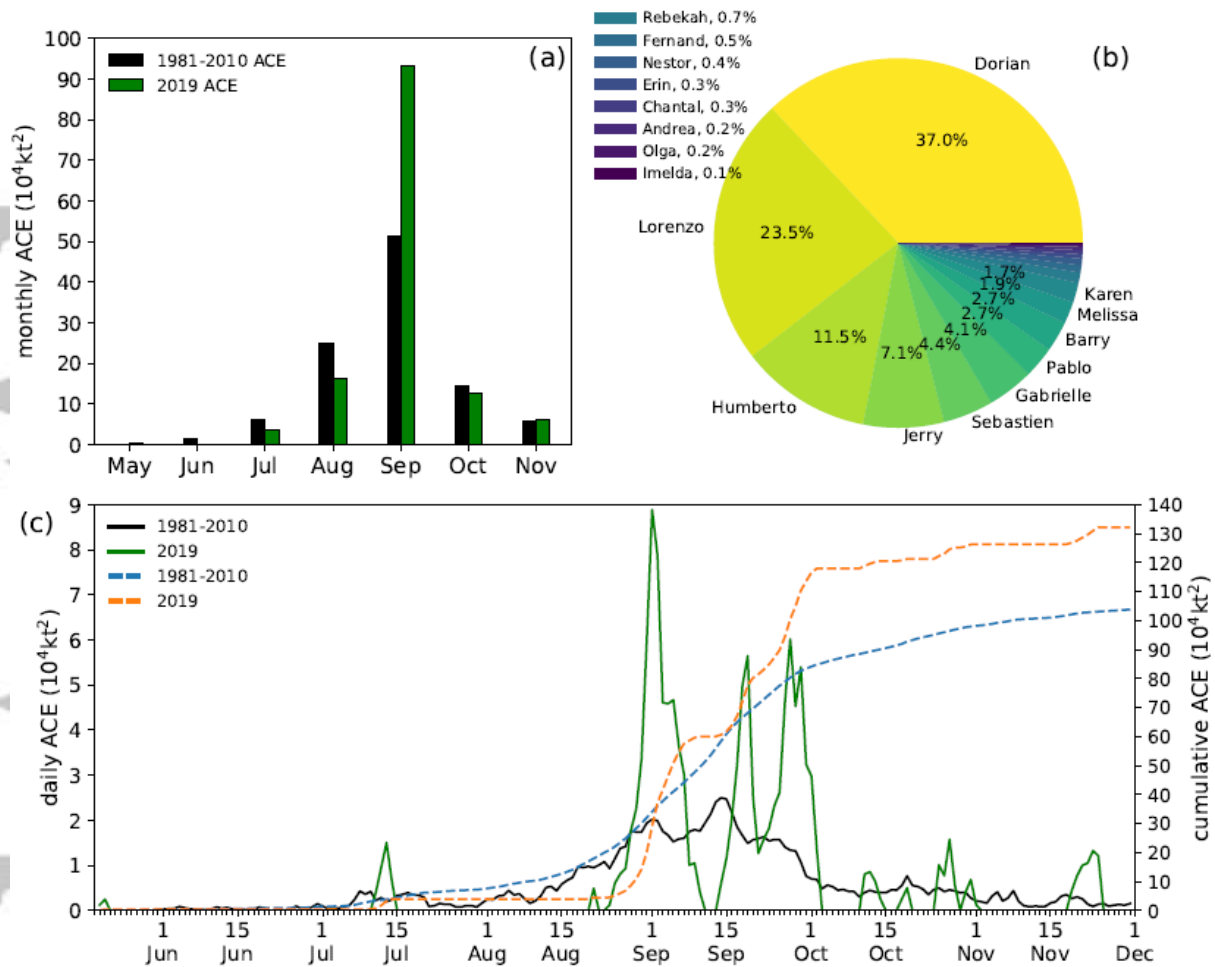 (a)
1981-2010 ACE
2019 ACE
monthly ACE (10⁴kt²)
100
90
80
70
60
50
40
30
20
10
0
May Jun Jul Aug Sep Oct Nov
(b)
Rebekah, 0.7%
Fernand, 0.5%
Nestor, 0.4%
Erin, 0.3%
Chantal, 0.3%
Andrea, 0.2%
Olga, 0.2%
Imelda, 0.1%
Dorian
37.0%
Lorenzo
23.5%
Humberto
11.5%
Jerry
7.1%
Sebastien
4.4%
Gabrielle
4.1%
Pablo
2.7%
Barry
2.7%
Melissa
1.9%
Karen
1.7%
(c)
1981-2010
2019
1981-2010
2019
daily ACE (10⁴kt²)
9
8
7
6
5
4
3
2
1
0
cumulative ACE (10⁴kt²)
140
130
120
110
100
90
80
70
60
50
40
30
20
10
0
1 15 1 15 1 15 1 15 1 15 1 15 1
Jun Jun Jul Jul Aug Aug Sep Sep Oct Oct Nov Nov Dec